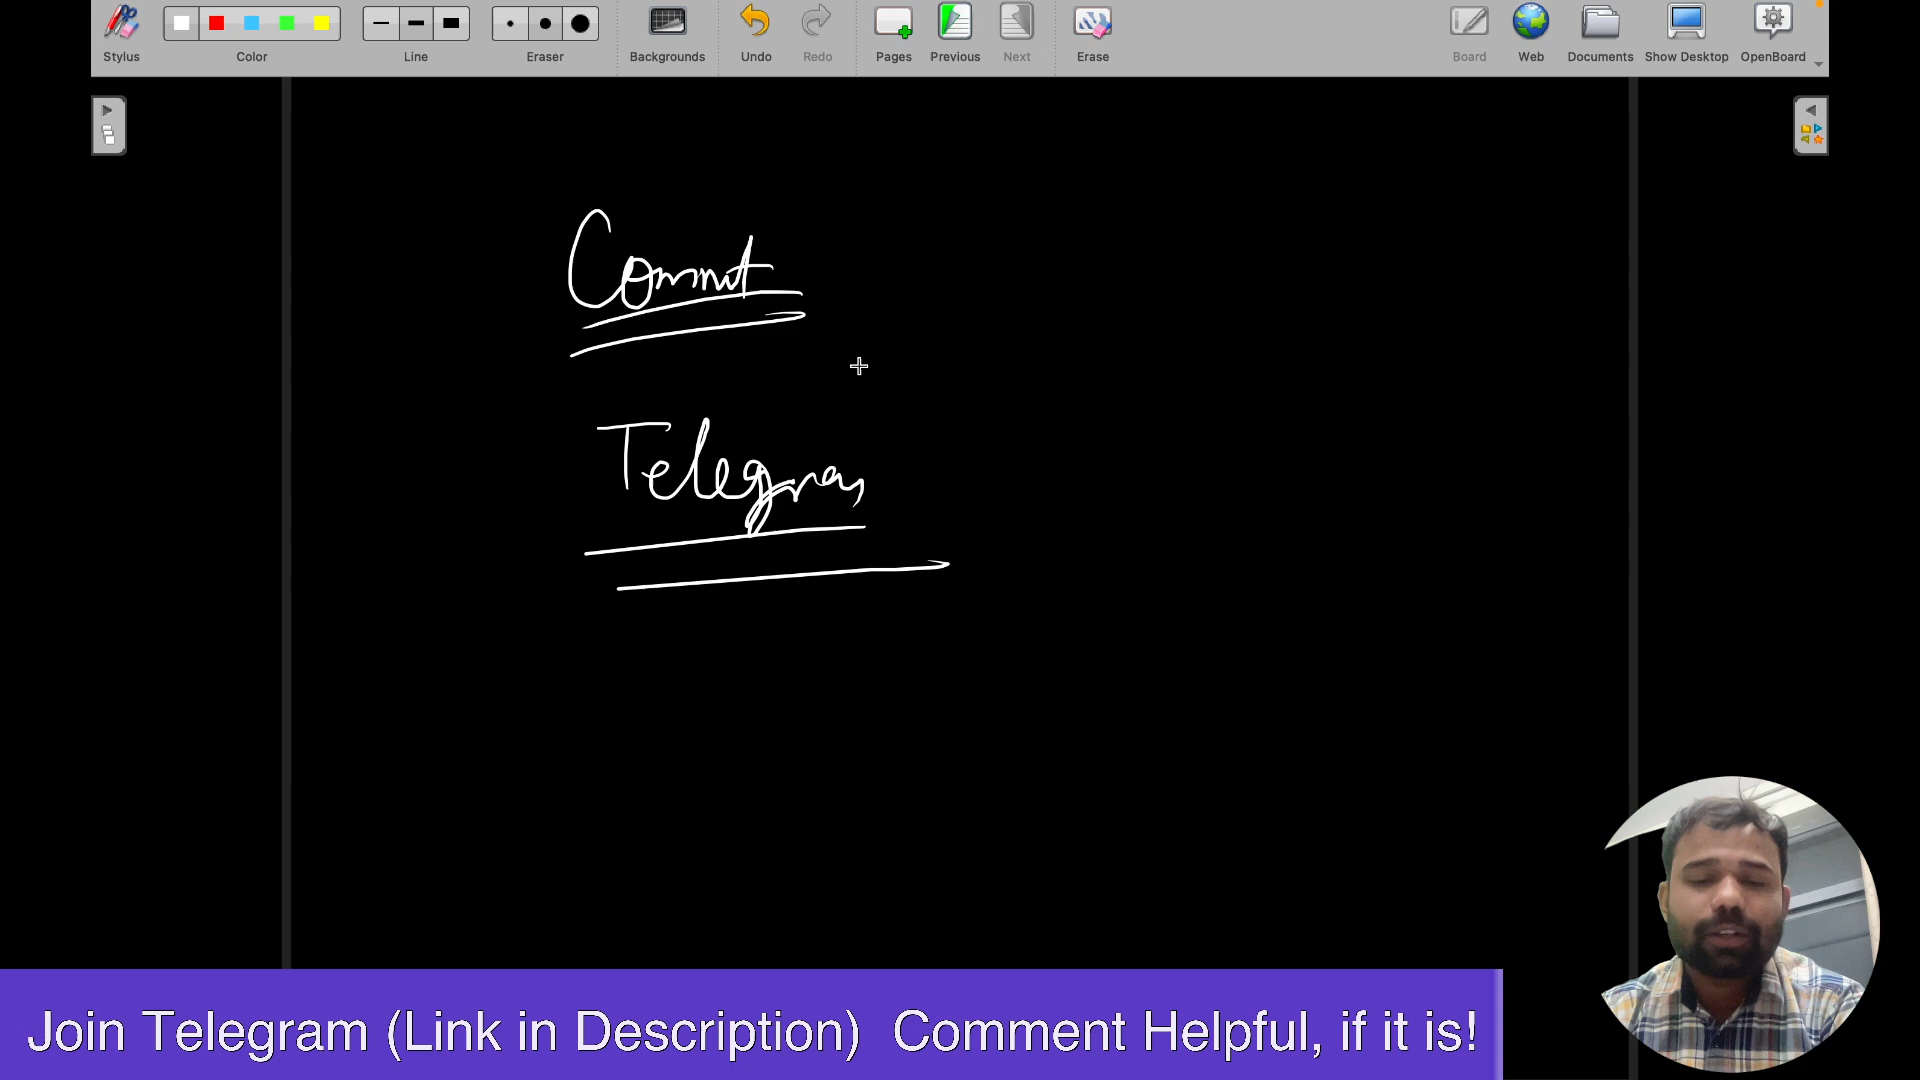 Stylus Color Line Eraser Backgrounds Undo Redo Pages Previous Next Erase Board Web Documents Show Desktop OpenBoard
Commt
Telegram
Join Telegram (Link in Description) Comment Helpful, if it is!